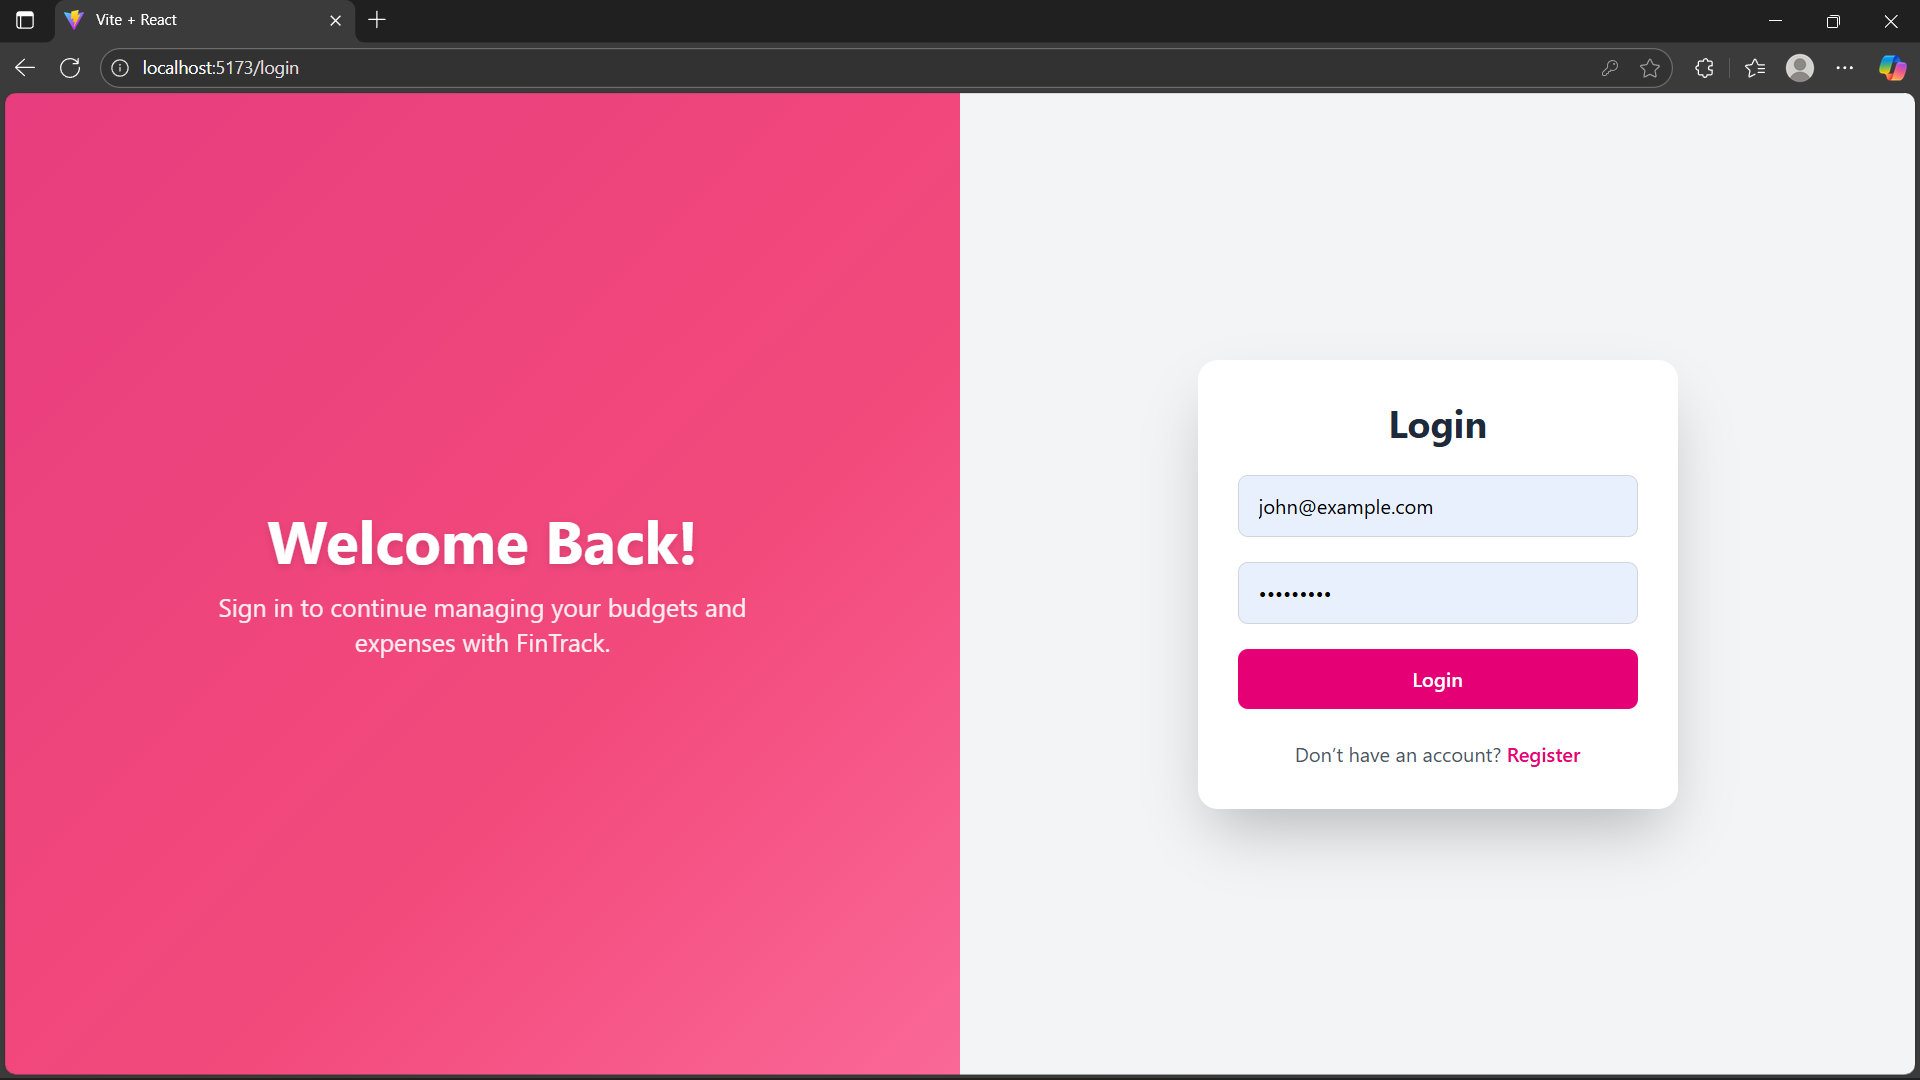 Vite + React
localhost:5173/login
Welcome Back!
Sign in to continue managing your budgets and
expenses with FinTrack.
Login
john@example.com
•••••••••
Login
Don’t have an account? Register